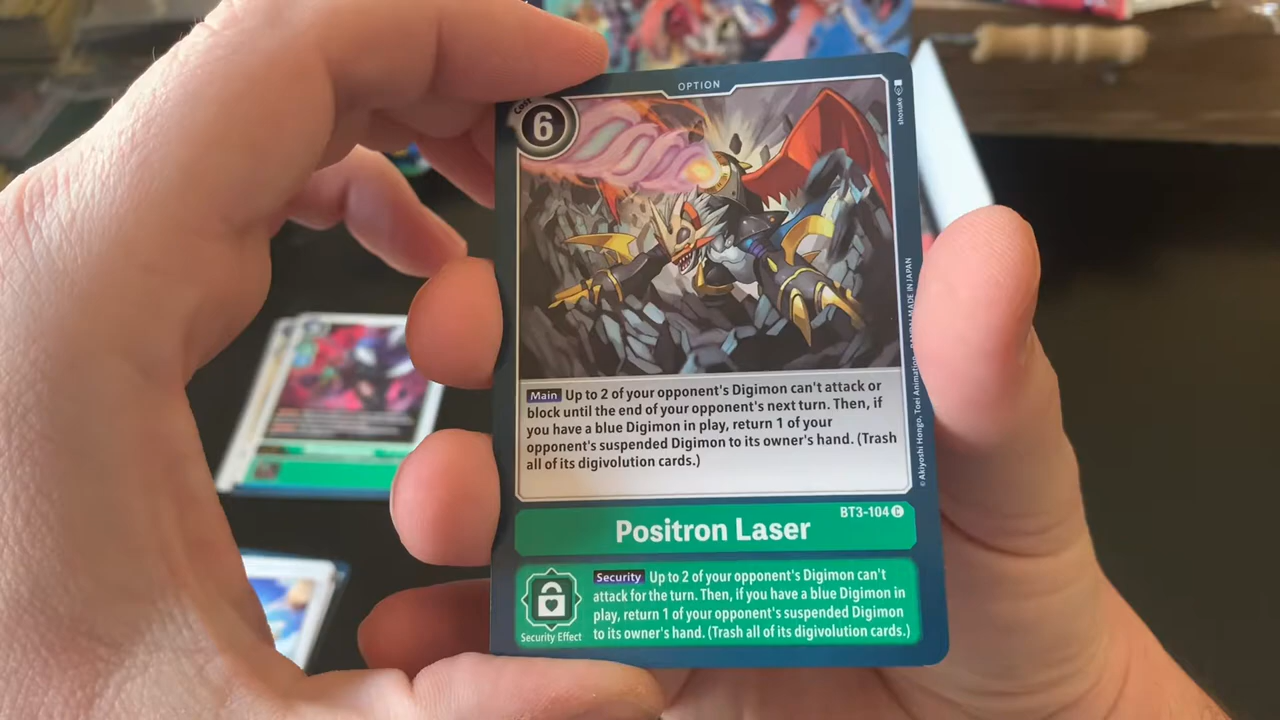 OPTION
Cost
6
shosuke
Main Up to 2 of your opponent's Digimon can't attack or
block until the end of your opponent's next turn. Then, if
you have a blue Digimon in play, return 1 of your
opponent's suspended Digimon to its owner's hand. (Trash
all of its digivolution cards.)
© Akiyoshi Hongo, Toei Animation BANDAI MADE IN JAPAN
BT3-104 C
Positron Laser
Security Up to 2 of your opponent's Digimon can't
attack for the turn. Then, if you have a blue Digimon in
play, return 1 of your opponent's suspended Digimon
to its owner's hand. (Trash all of its digivolution cards.)
Security Effect